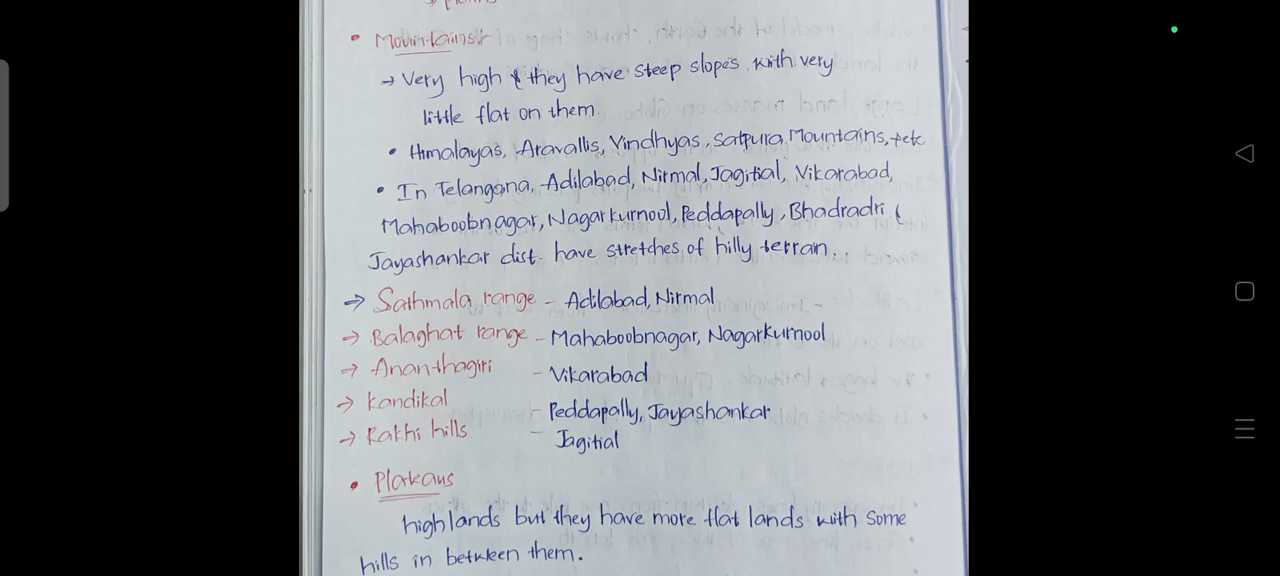 • Mountains:-
→ Very high & they have steep slopes with very
little flat on them.
• Himalayas, Aravallis, Vindhyas, Satpura Mountains, etc
• In Telangana, Adilabad, Nirmal, Jagitial, Vikarabad,
Mahaboobnagar, Nagarkurnool, Peddapally, Bhadradri (
Jayashankar dist. have stretches of hilly terrain.
→ Sathmala range - Adilabad, Nirmal
→ Balaghat range - Mahaboobnagar, Nagarkurnool
→ Ananthagiri - Vikarabad
→ Kandikal - Peddapally, Jayashankar
→ Rakhi hills - Jagitial
• Plateaus
highlands but they have more flat lands with some
hills in between them.